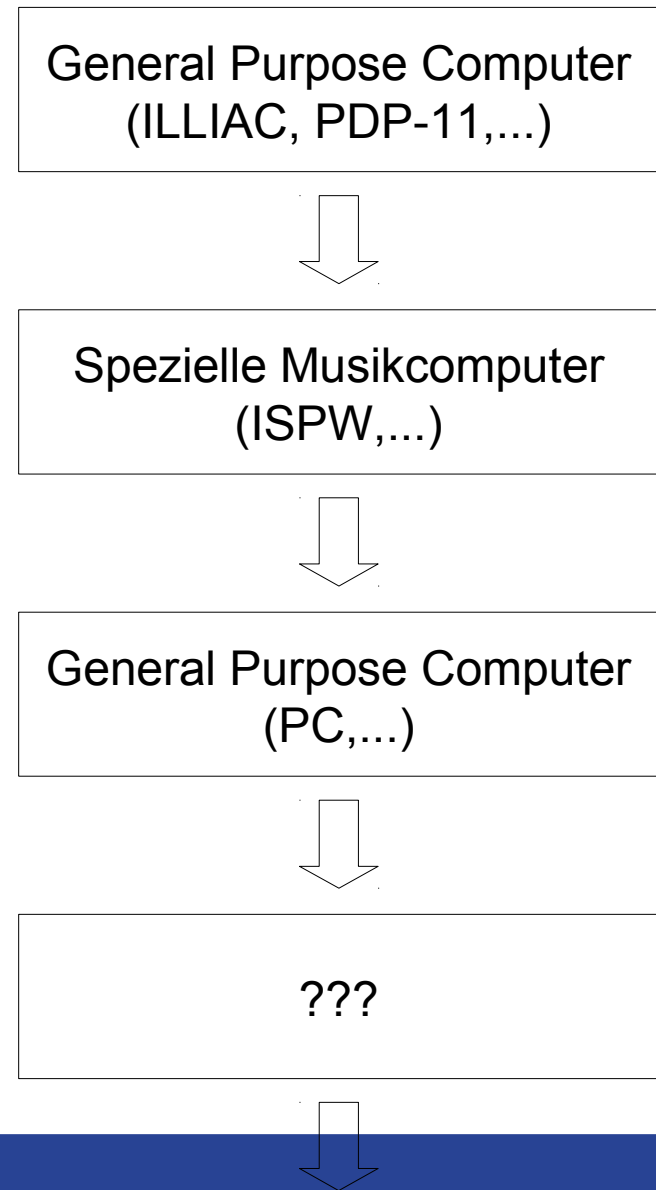 General Purpose Computer
(ILLIAC, PDP-11,...)
Spezielle Musikcomputer
(ISPW,...)
General Purpose Computer
(PC,...)
???